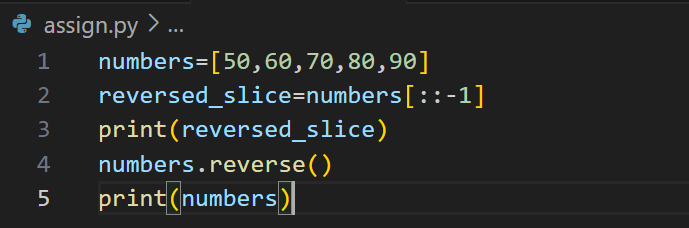 assign.py > ...
1 numbers=[50,60,70,80,90]
2 reversed_slice=numbers[::-1]
3 print(reversed_slice)
4 numbers.reverse()
5 print(numbers)